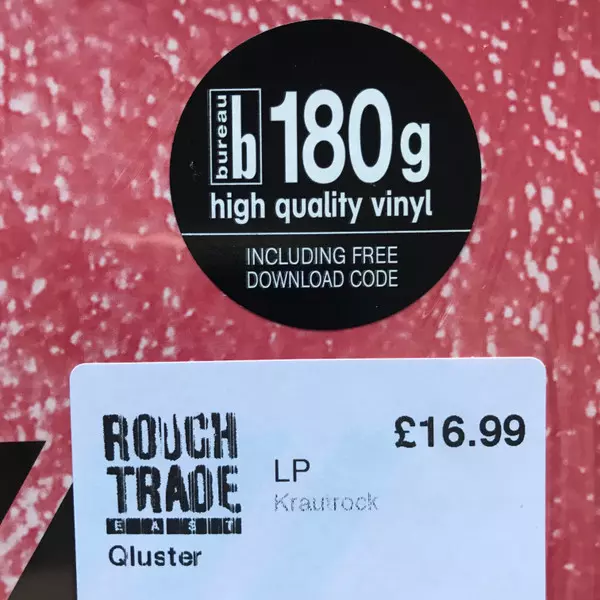 bureau b 180g
high quality vinyl
INCLUDING FREE
DOWNLOAD CODE
ROUGH
TRADE
EAST
£16.99
LP
Krautrock
Qluster